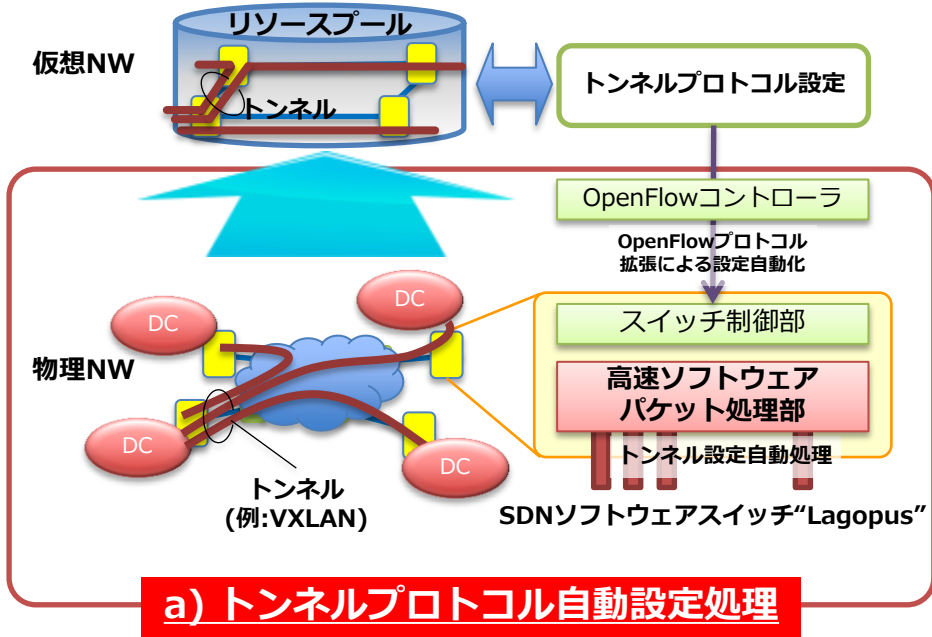 リソースプール
仮想NW
トンネル
トンネルプロトコル設定
OpenFlowコントローラ
OpenFlowプロトコル
拡張による設定自動化
DC
DC
スイッチ制御部
物理NW
高速ソフトウェア
パケット処理部
DC
DC
トンネル設定自動処理
トンネル
(例:VXLAN)
SDNソフトウェアスイッチ“Lagopus”
a) トンネルプロトコル自動設定処理